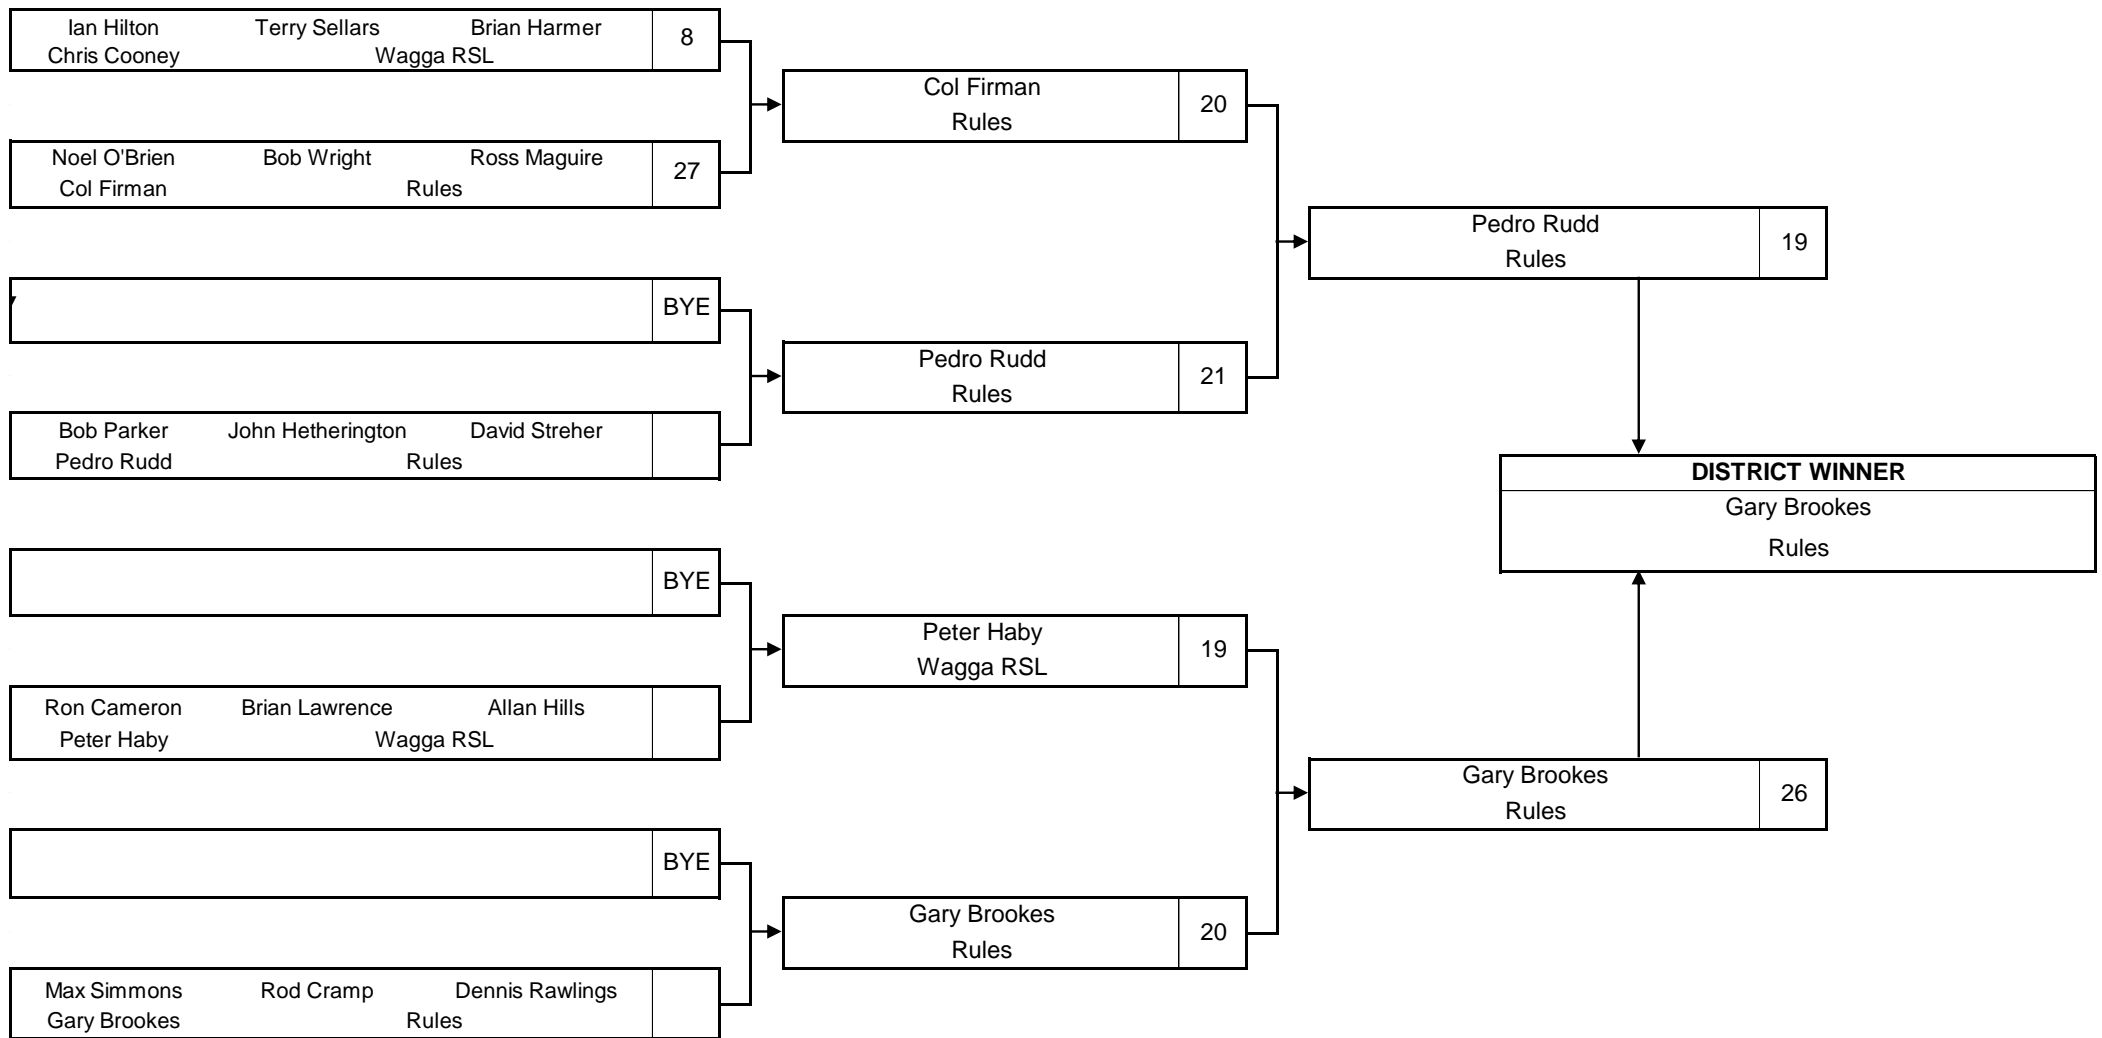 Ian Hilton Terry Sellars Brian Harmer 8
Chris Cooney Wagga RSL
Noel O'Brien Bob Wright Ross Maguire 27
Col Firman Rules
BYE
Bob Parker John Hetherington David Streher
Pedro Rudd Rules
BYE
Ron Cameron Brian Lawrence Allan Hills
Peter Haby Wagga RSL
BYE
Max Simmons Rod Cramp Dennis Rawlings
Gary Brookes Rules
Col Firman 20
Rules
Pedro Rudd 21
Rules
Peter Haby 19
Wagga RSL
Gary Brookes 20
Rules
Pedro Rudd 19
Rules
Gary Brookes 26
Rules
DISTRICT WINNER
Gary Brookes
Rules